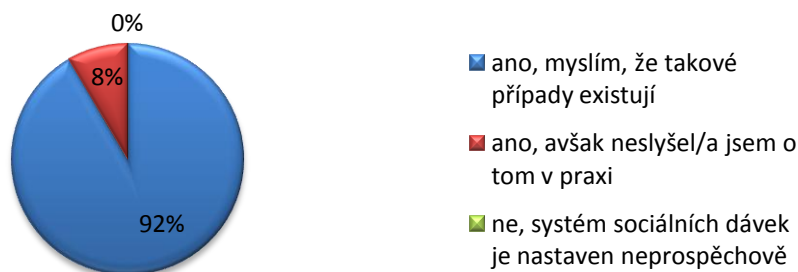 0%
8%
92%
ano, myslím, že takové
případy existují
ano, avšak neslyšel/a jsem o
tom v praxi
ne, systém sociálních dávek
je nastaven neprospěchově